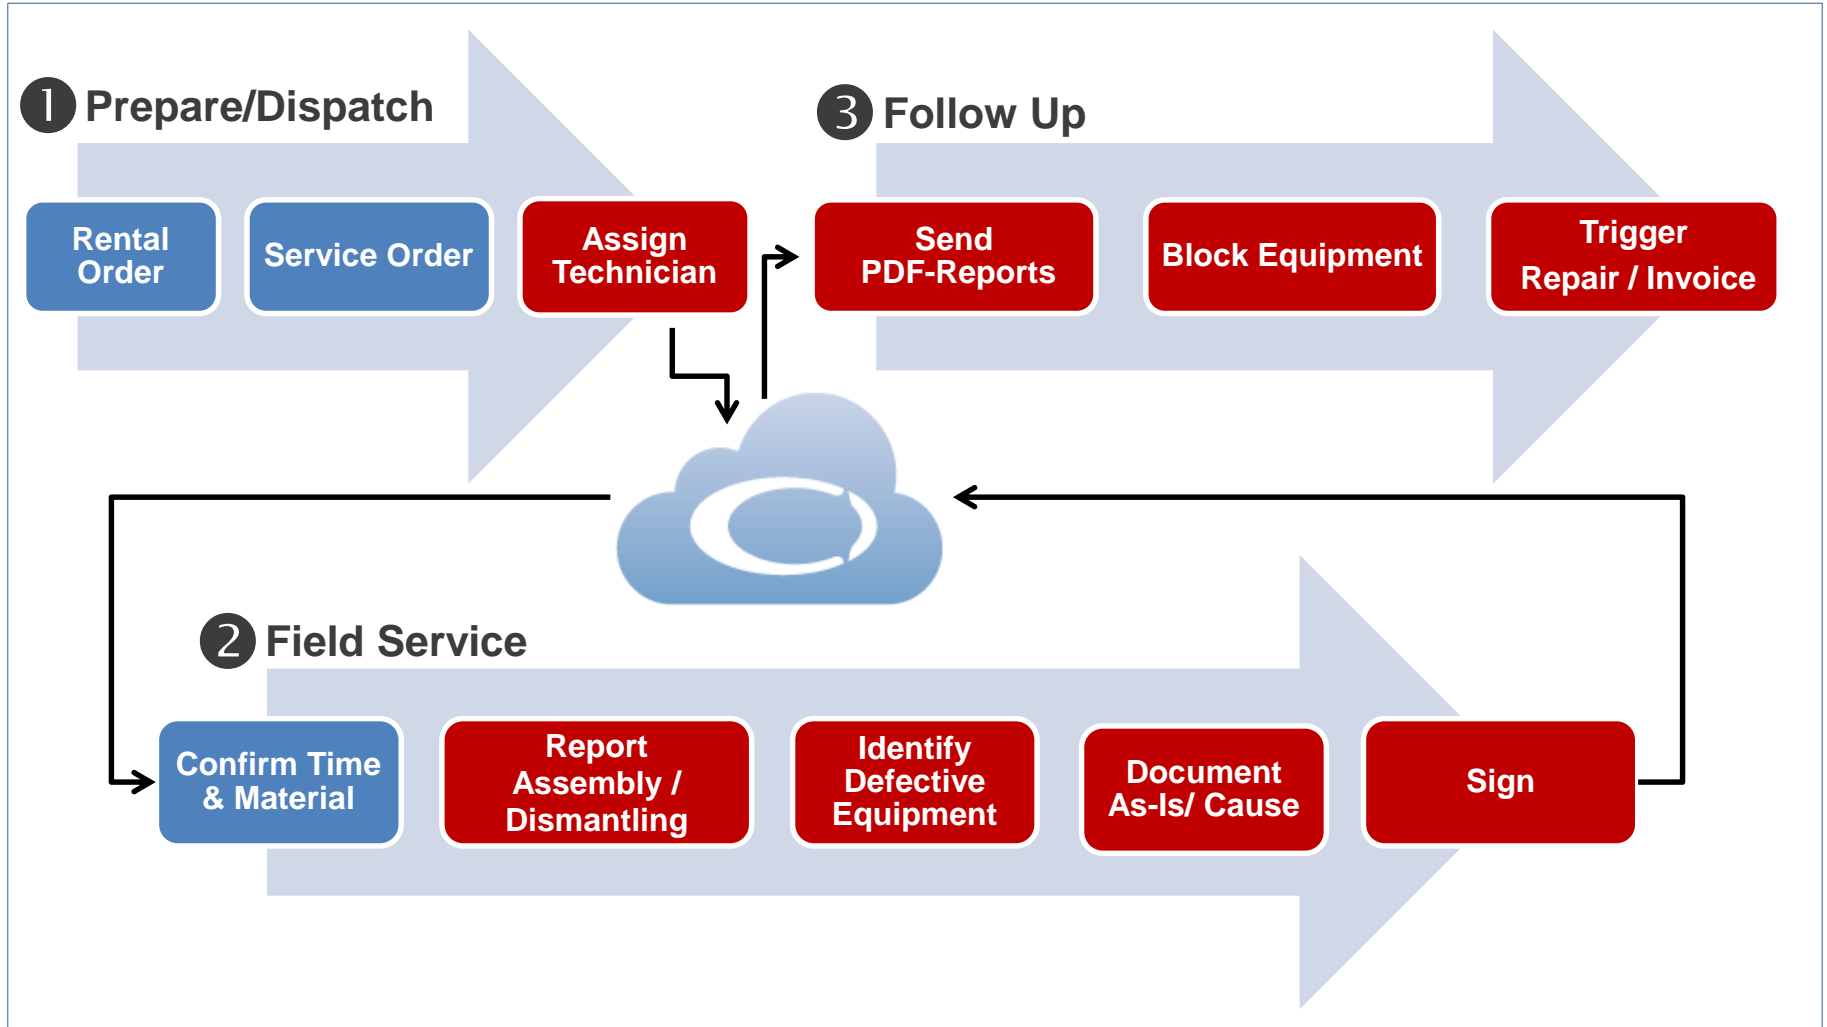 1 Prepare/Dispatch
Rental
Order
Service Order
Assign
Technician
3 Follow Up
Send
PDF-Reports
Block Equipment
Trigger
Repair / Invoice
2 Field Service
Confirm Time
& Material
Report
Assembly /
Dismantling
Identify
Defective
Equipment
Document
As-Is/ Cause
Sign